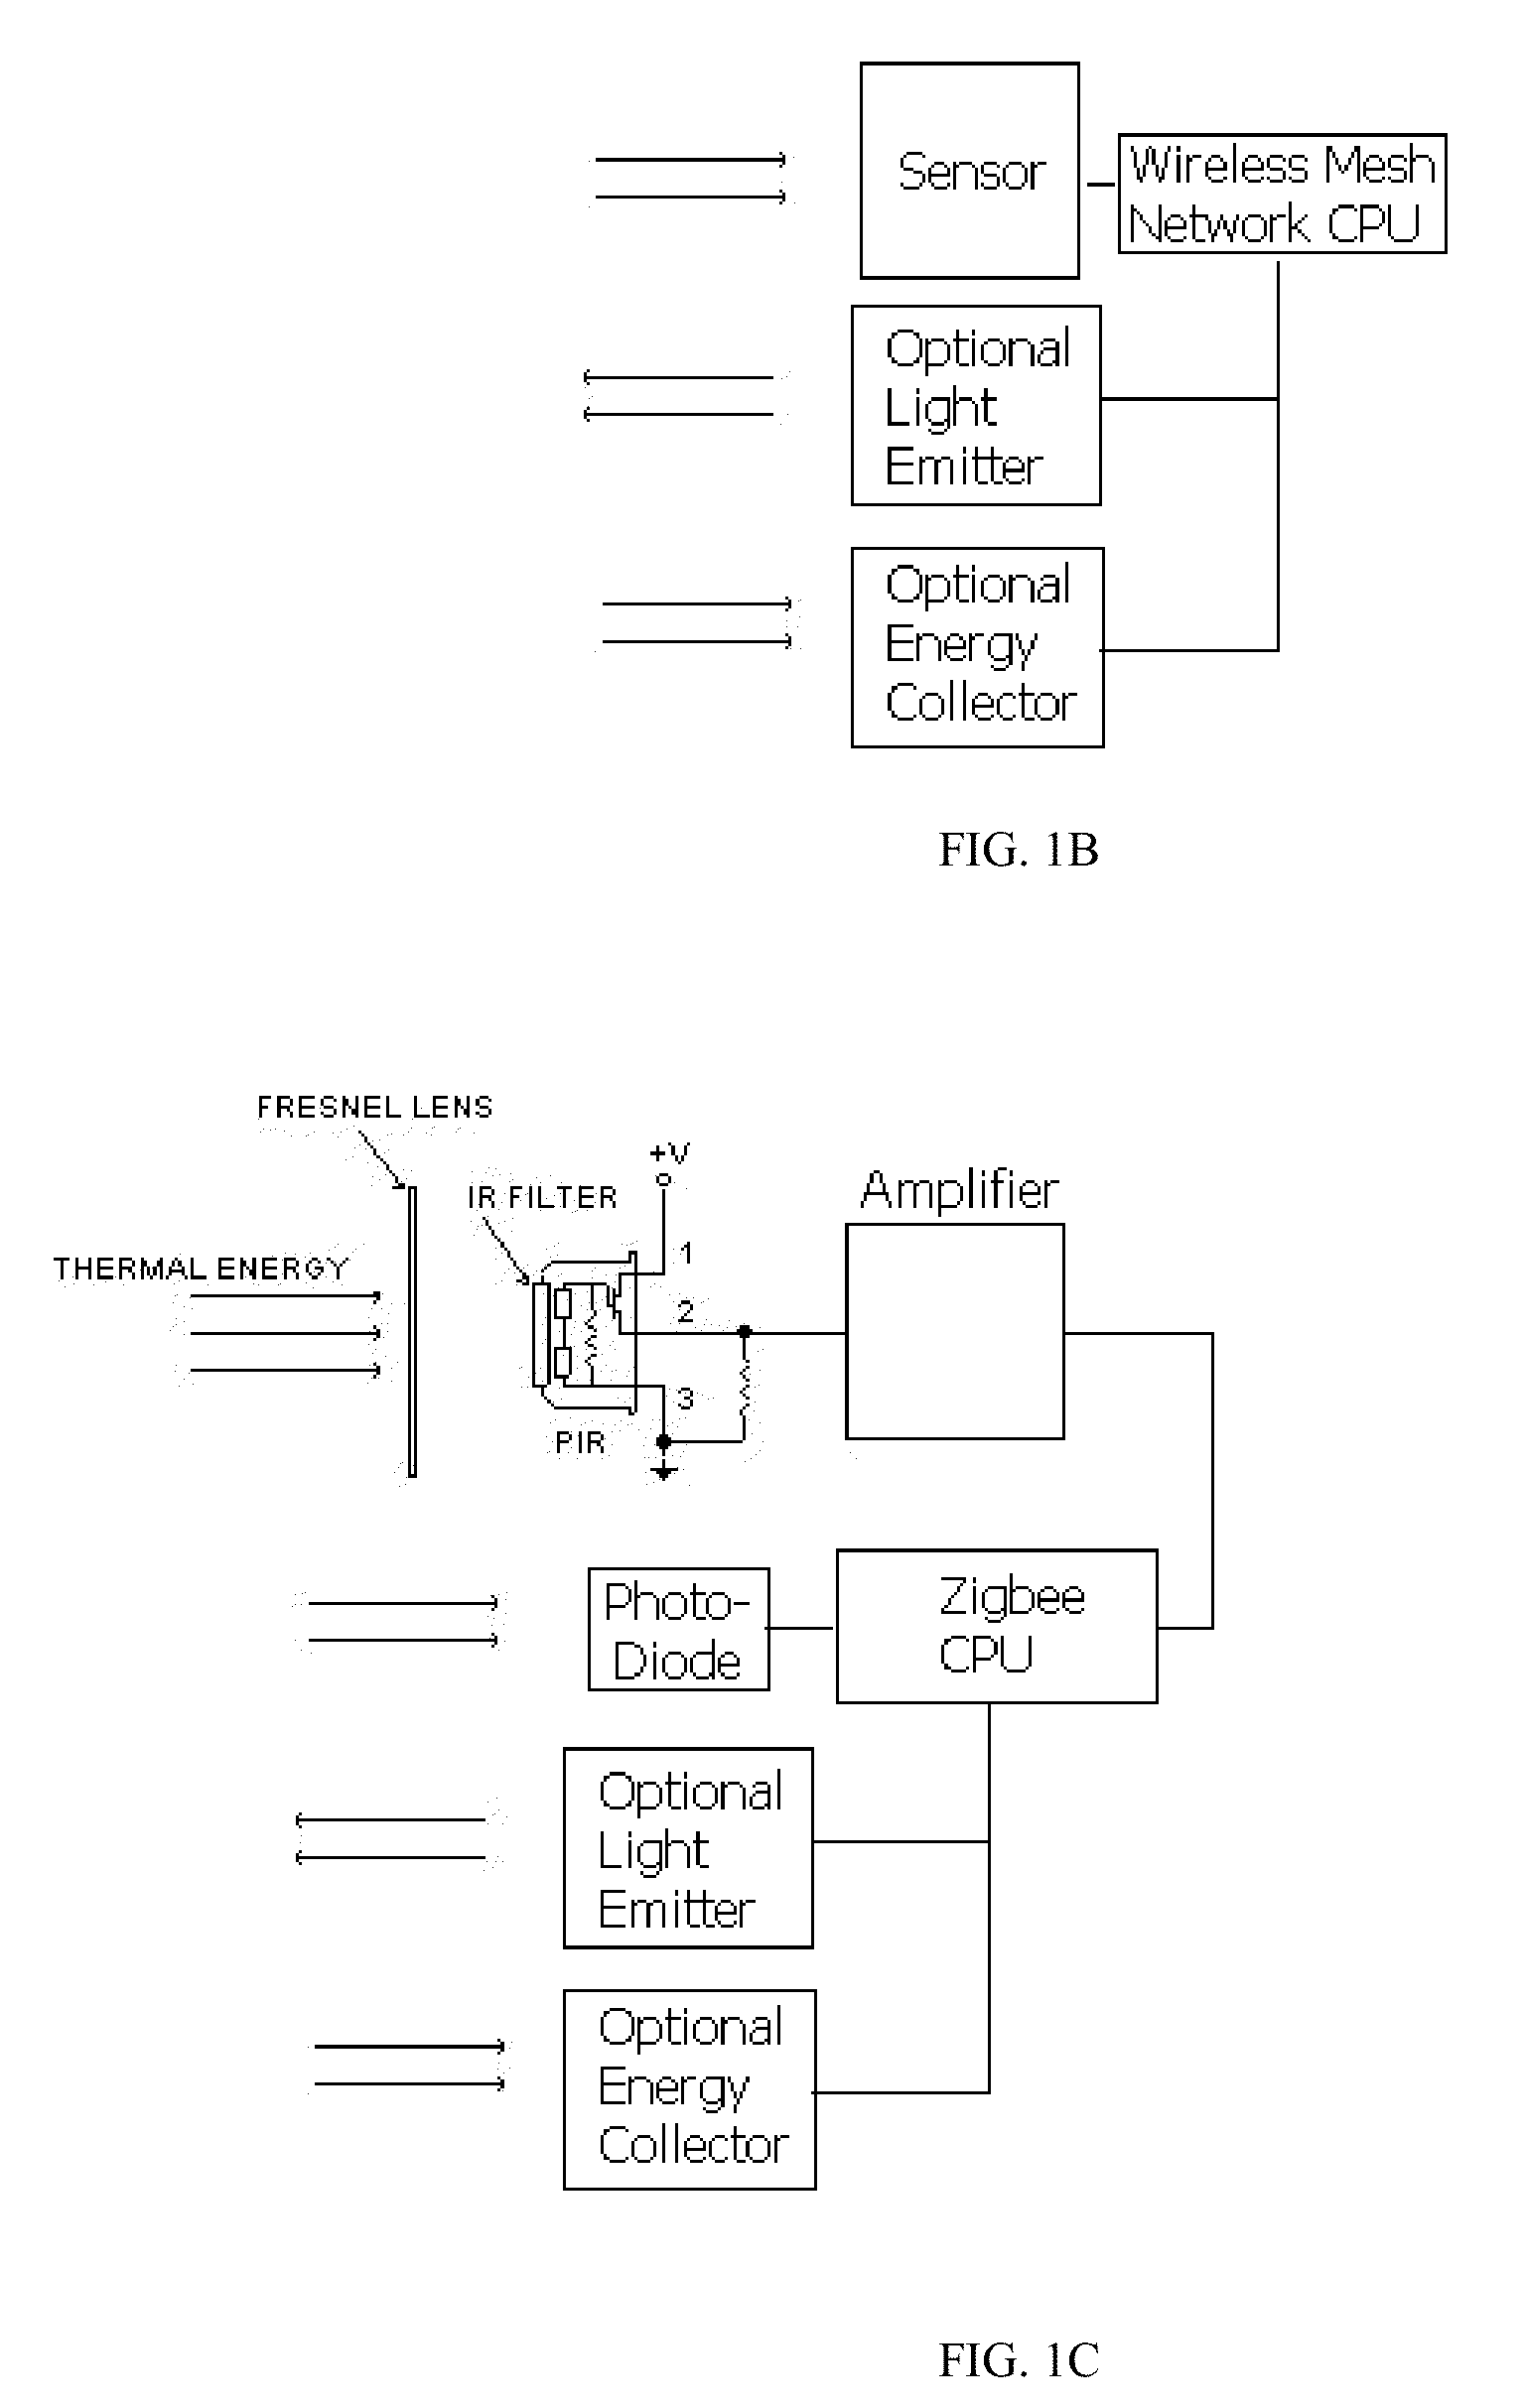 Sensor
Wireless Mesh
Network CPU
Optional
Light
Emitter
Optional
Energy
Collector
FIG. 1B
FRESNEL LENS
+V
IR FILTER
Amplifier
1
THERMAL ENERGY
2
3
PIR
Photo-
Diode
Zigbee
CPU
Optional
Light
Emitter
Optional
Energy
Collector
FIG. 1C